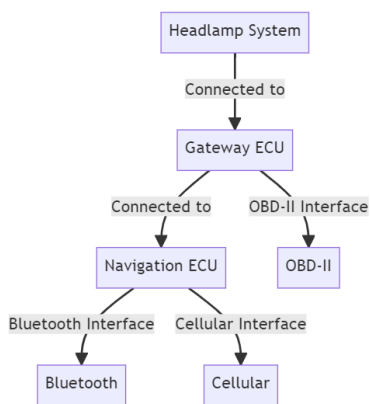 Headlamp System
Connected to
Gateway ECU
Connected to
OBD-II Interface
Navigation ECU
OBD-II
Bluetooth Interface
Cellular Interface
Bluetooth
Cellular